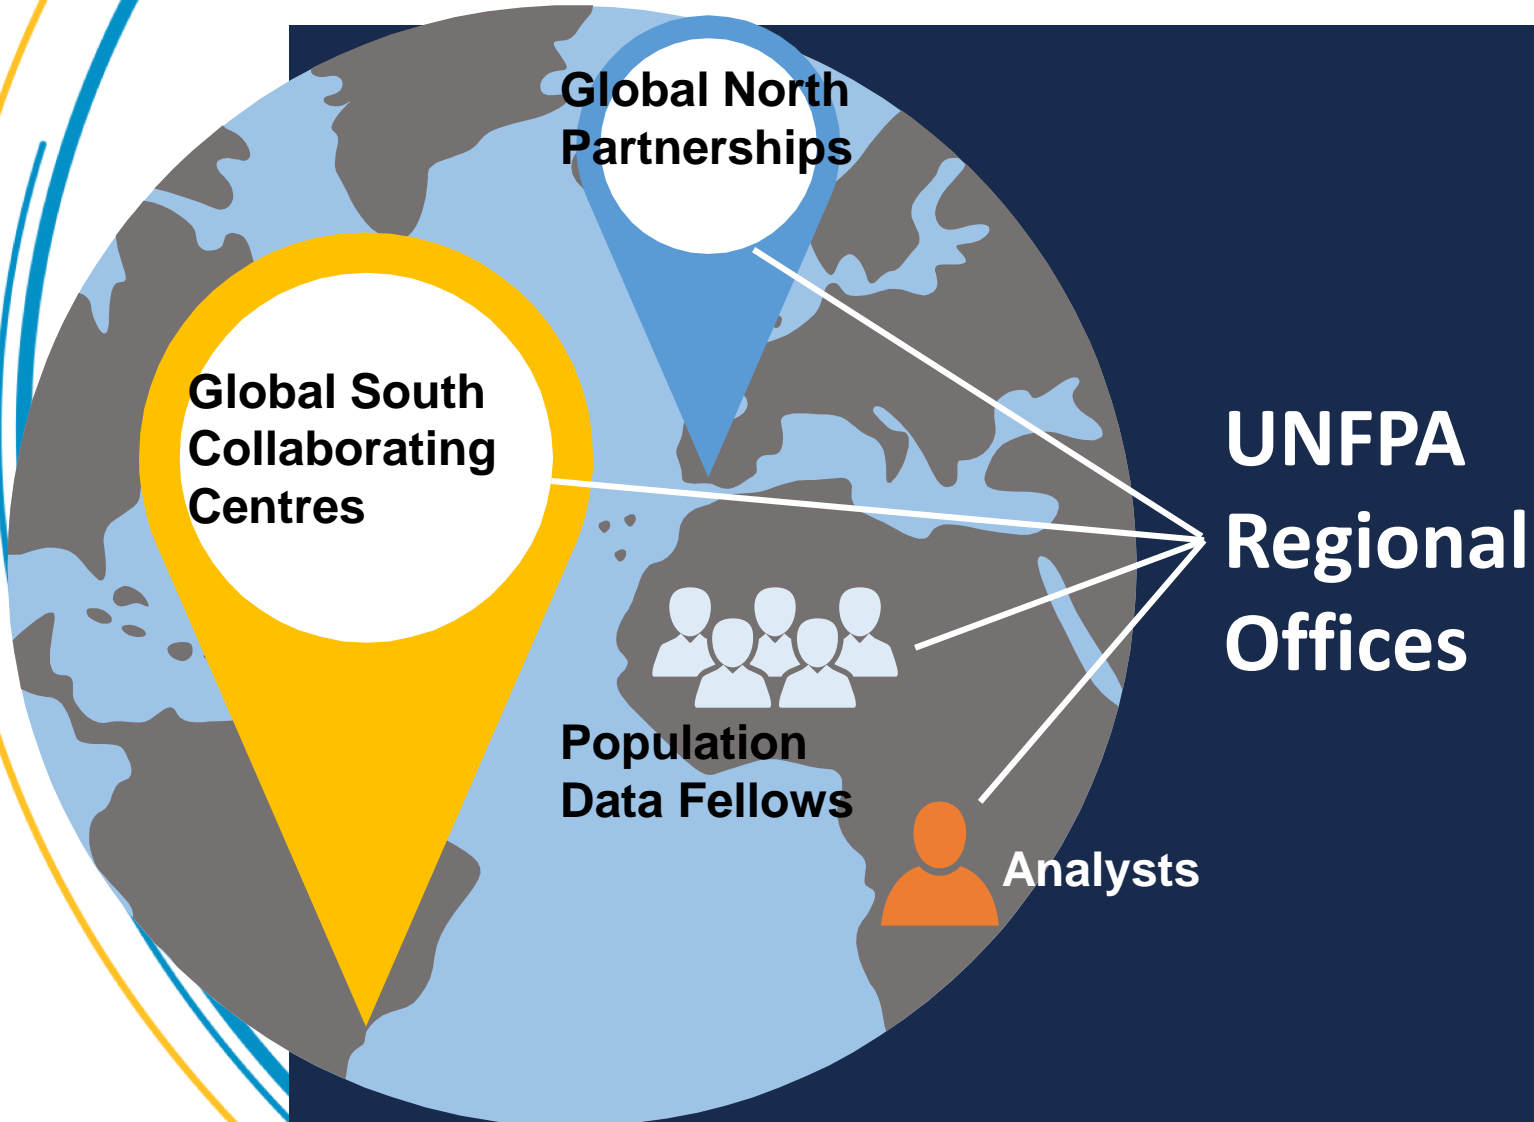 Global North
Partnerships
Global South
Collaborating
Centres
UNFPA
Regional
Offices
Population
Data Fellows
Analysts